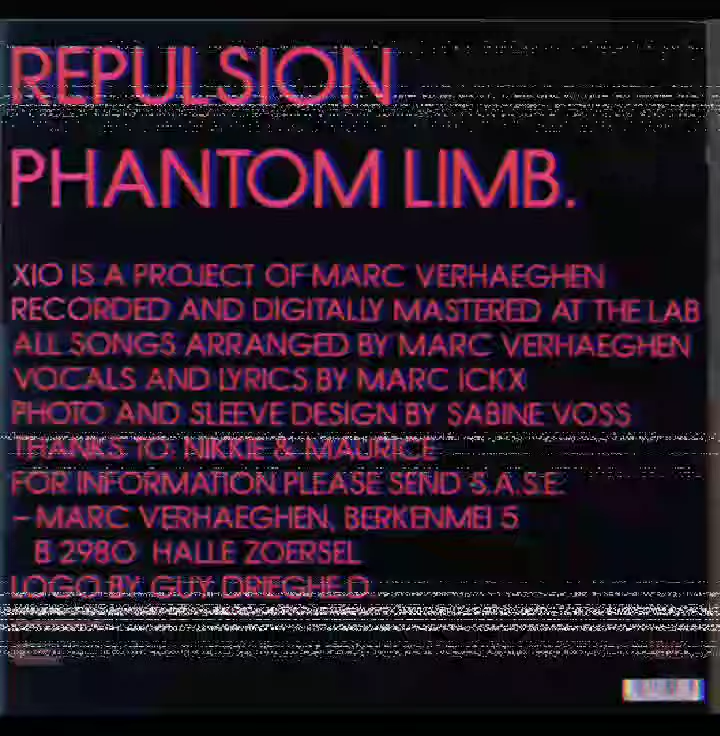 REPULSION
PHANTOM LIMB.
XIO IS A PROJECT OF MARC VERHAEGHEN
RECORDED AND DIGITALLY MASTERED AT THE LAB
ALL SONGS ARRANGED BY MARC VERHAEGHEN
VOCALS AND LYRICS BY MARC ICKX
PHOTO AND SLEEVE DESIGN BY SABINE VOSS
THANKS TO: NIKKIE & MAURICE
FOR INFORMATION PLEASE SEND S.A.S.E.
– MARC VERHAEGHEN, BERKENMEI 5
B 2980 HALLE ZOERSEL
LOGO BY GUY DRIEGHE D.